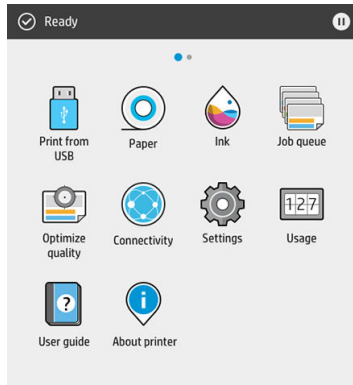 Ready
Print from
USB
Paper
Ink
Job queue
Optimize
quality
Connectivity
Settings
127
Usage
?
User guide
i
About printer